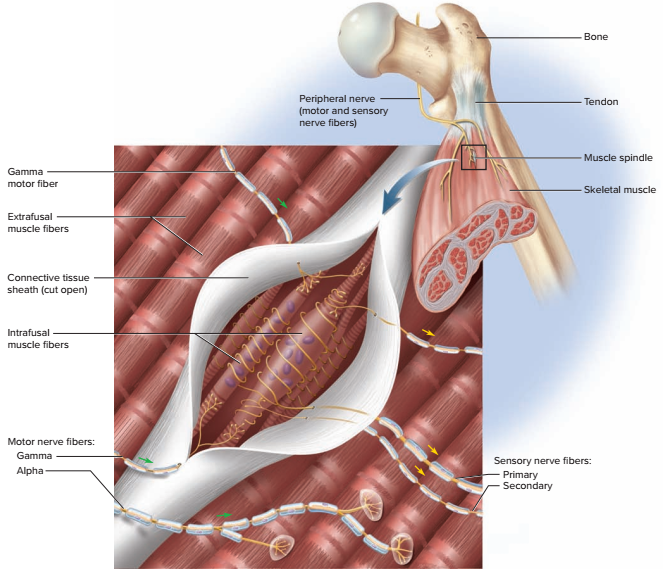 Bone
Peripheral nerve
(motor and sensory
nerve fibers)
Tendon
Muscle spindle
Gamma
motor fiber
Skeletal muscle
Extrafusal
muscle fibers
Connective tissue
sheath (cut open)
Intrafusal
muscle fibers
Motor nerve fibers:
Gamma
Alpha
Sensory nerve fibers:
Primary
Secondary